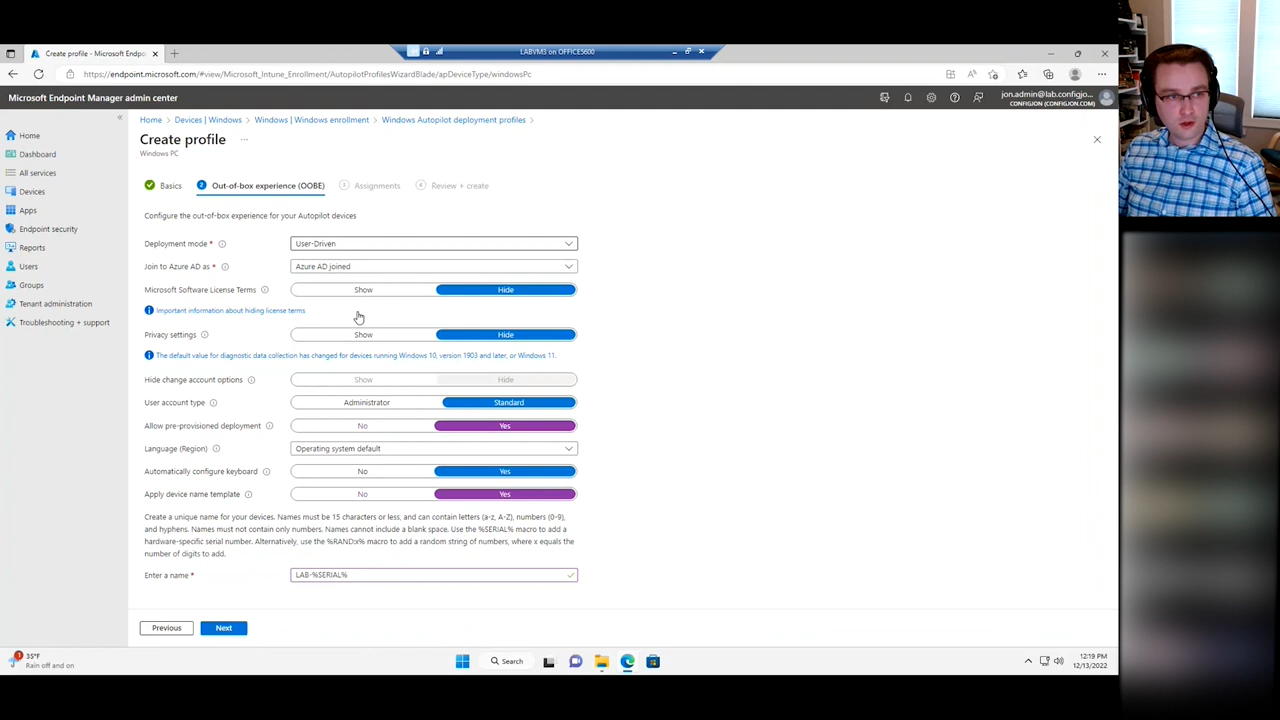 Create profile - Microsoft Endpo
LABVM3 on OFFICE5600
https://endpoint.microsoft.com/#view/Microsoft_Intune_Enrollment/AutopilotProfilesWizardBlade/apDeviceType/windowsPc
Microsoft Endpoint Manager admin center
jon.admin@lab.configjo...
CONFIGJON (CONFIGJON.COM)
Home
Dashboard
All services
Devices
Apps
Endpoint security
Reports
Users
Groups
Tenant administration
Troubleshooting + support
Home > Devices | Windows > Windows | Windows enrollment > Windows Autopilot deployment profiles >
Create profile ...
Windows PC
Basics 2 Out-of-box experience (OOBE) 3 Assignments 4 Review + create
Configure the out-of-box experience for your Autopilot devices
Deployment mode * User-Driven
Join to Azure AD as * Azure AD joined
Microsoft Software License Terms Show Hide
Important information about hiding license terms
Privacy settings Show Hide
The default value for diagnostic data collection has changed for devices running Windows 10, version 1903 and later, or Windows 11.
Hide change account options Show Hide
User account type Administrator Standard
Allow pre-provisioned deployment No Yes
Language (Region) Operating system default
Automatically configure keyboard No Yes
Apply device name template No Yes
Create a unique name for your devices. Names must be 15 characters or less, and can contain letters (a-z, A-Z), numbers (0-9),
and hyphens. Names must not contain only numbers. Names cannot include a blank space. Use the %SERIAL% macro to add a
hardware-specific serial number. Alternatively, use the %RAND:x% macro to add a random string of numbers, where x equals the
number of digits to add.
Enter a name * LAB-%SERIAL%
Previous Next
1
35°F
Rain off and on
Search
12:19 PM
12/13/2022